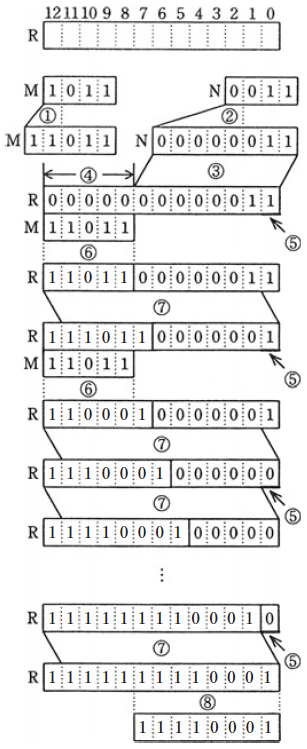 12 11 10 9 8 7 6 5 4 3 2 1 0
R
M 1 0 1 1 N 0 0 1 1
① ②
M 1 1 0 1 1 N 0 0 0 0 0 0 1 1
④ ③
R 0 0 0 0 0 0 0 0 0 0 0 1 1
M 1 1 0 1 1 ⑤
⑥
R 1 1 0 1 1 0 0 0 0 0 0 1 1
⑦
R 1 1 1 0 1 1 0 0 0 0 0 0 1
M 1 1 0 1 1 ⑤
⑥
R 1 1 0 0 0 1 0 0 0 0 0 0 1
⑦
R 1 1 1 0 0 0 1 0 0 0 0 0 0
⑦ ⑤
R 1 1 1 1 0 0 0 1 0 0 0 0 0
⋮
R 1 1 1 1 1 1 1 1 0 0 0 1 0
⑦ ⑤
R 1 1 1 1 1 1 1 1 1 0 0 0 1
⑧
1 1 1 1 0 0 0 1